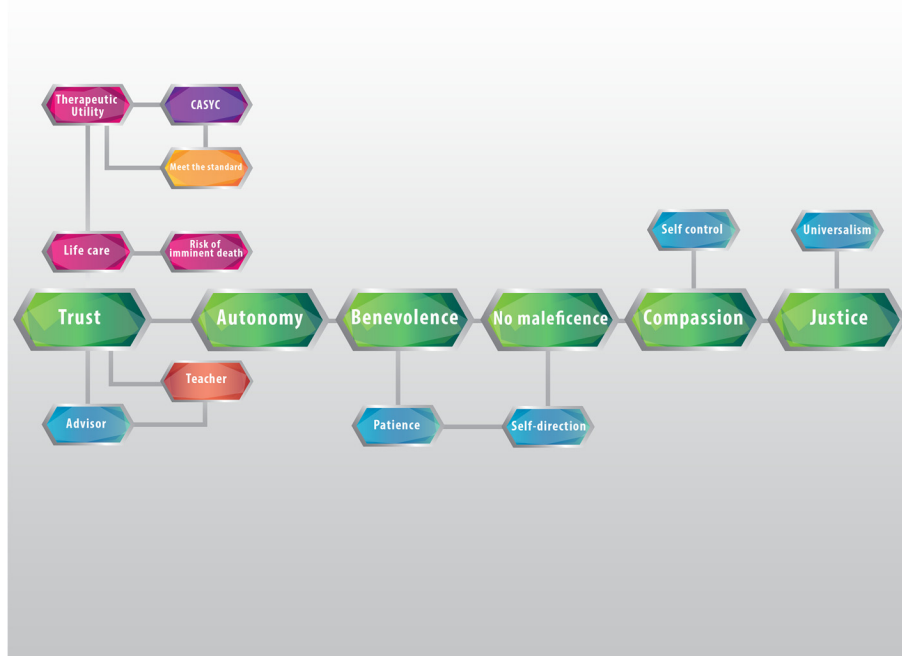 Therapeutic
Utility
CASYC
Meet the standard
Self control
Universalism
Life care
Risk of
imminent death
Trust
Autonomy
Benevolence
No maleficence
Compassion
Justice
Teacher
Advisor
Patience
Self-direction